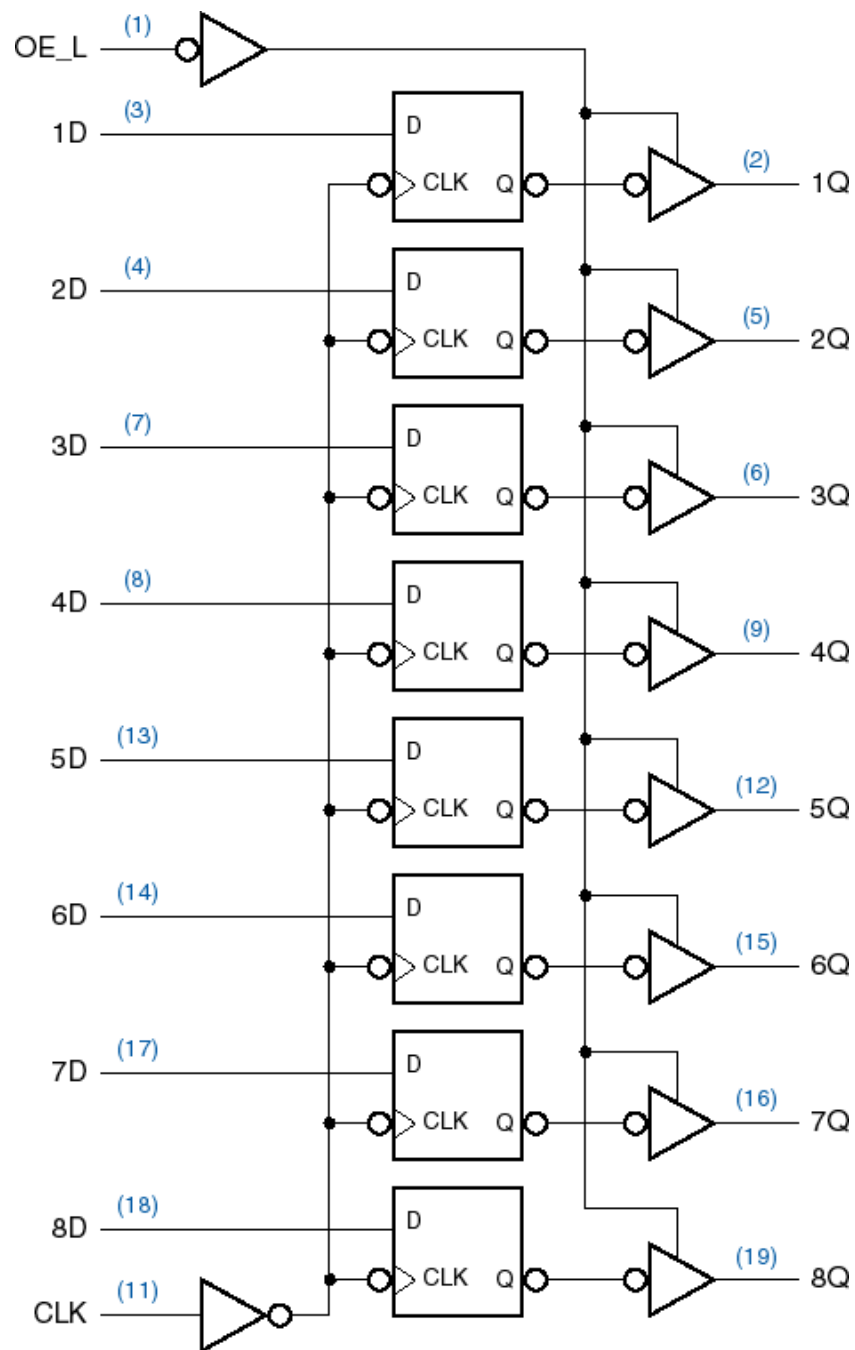 (1)
OE_L
(3)
1D
D
CLK Q
(2)
1Q
(4)
2D
D
CLK Q
(5)
2Q
(7)
3D
D
CLK Q
(6)
3Q
(8)
4D
D
CLK Q
(9)
4Q
(13)
5D
D
CLK Q
(12)
5Q
(14)
6D
D
CLK Q
(15)
6Q
(17)
7D
D
CLK Q
(16)
7Q
(18)
8D
D
CLK Q
(19)
8Q
(11)
CLK